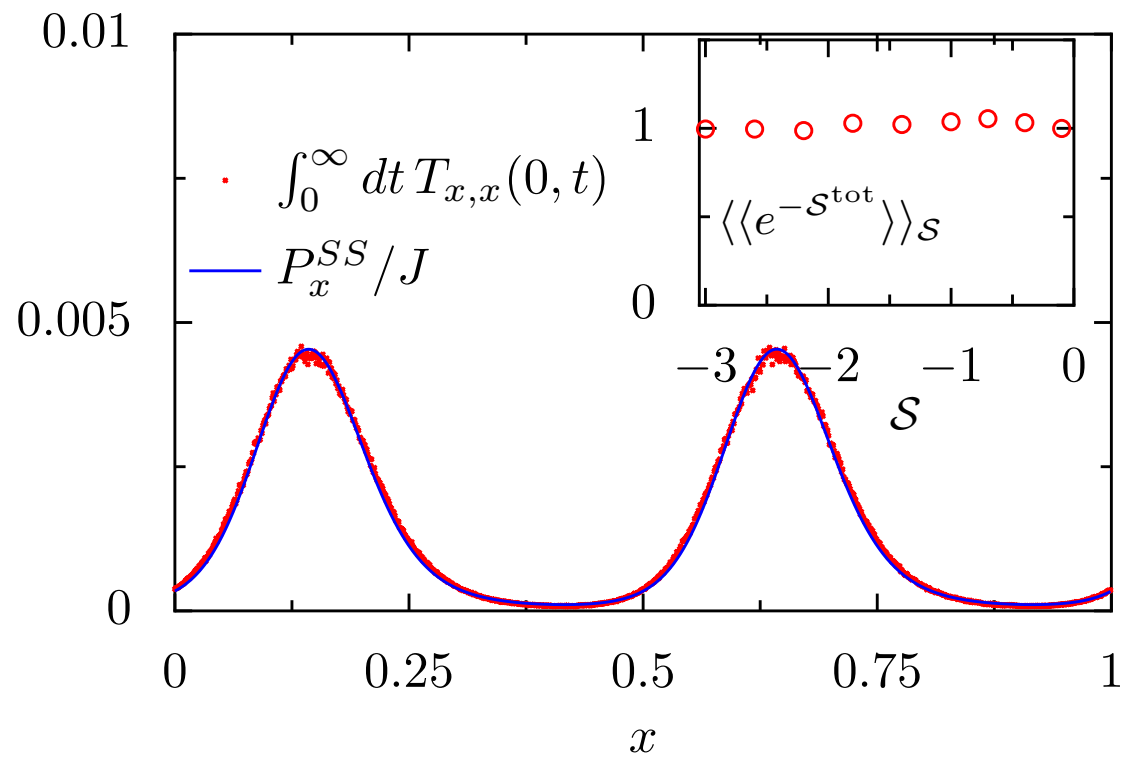 0.01
0.005
0
∫₀^∞ dt T_{x,x}(0, t)
P_x^{SS}/J
1
0
⟨⟨e^{−𝒮^{tot}}⟩⟩_𝒮
−3 −2 −1 0
𝒮
0 0.25 0.5 0.75 1
x